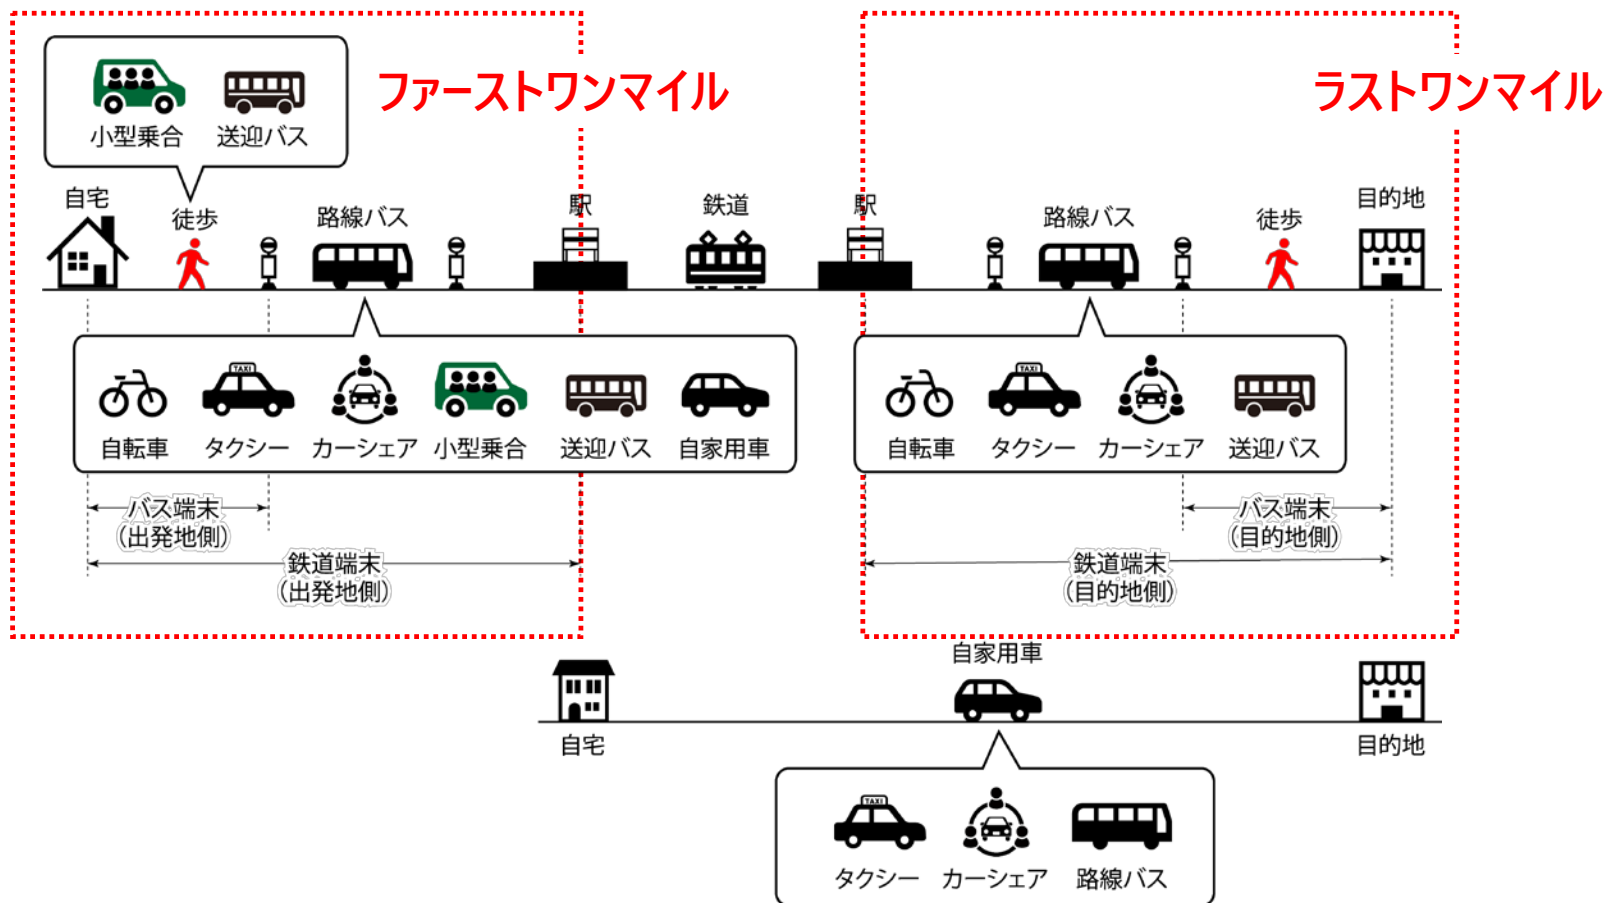 ファーストワンマイル
ラストワンマイル
小型乗合
送迎バス
自宅
徒歩
路線バス
駅
鉄道
駅
路線バス
徒歩
目的地
TAXI
自転車
タクシー
カーシェア
小型乗合
送迎バス
自家用車
TAXI
自転車
タクシー
カーシェア
送迎バス
バス端末
(出発地側)
鉄道端末
(出発地側)
バス端末
(目的地側)
鉄道端末
(目的地側)
自家用車
自宅
目的地
TAXI
タクシー
カーシェア
路線バス